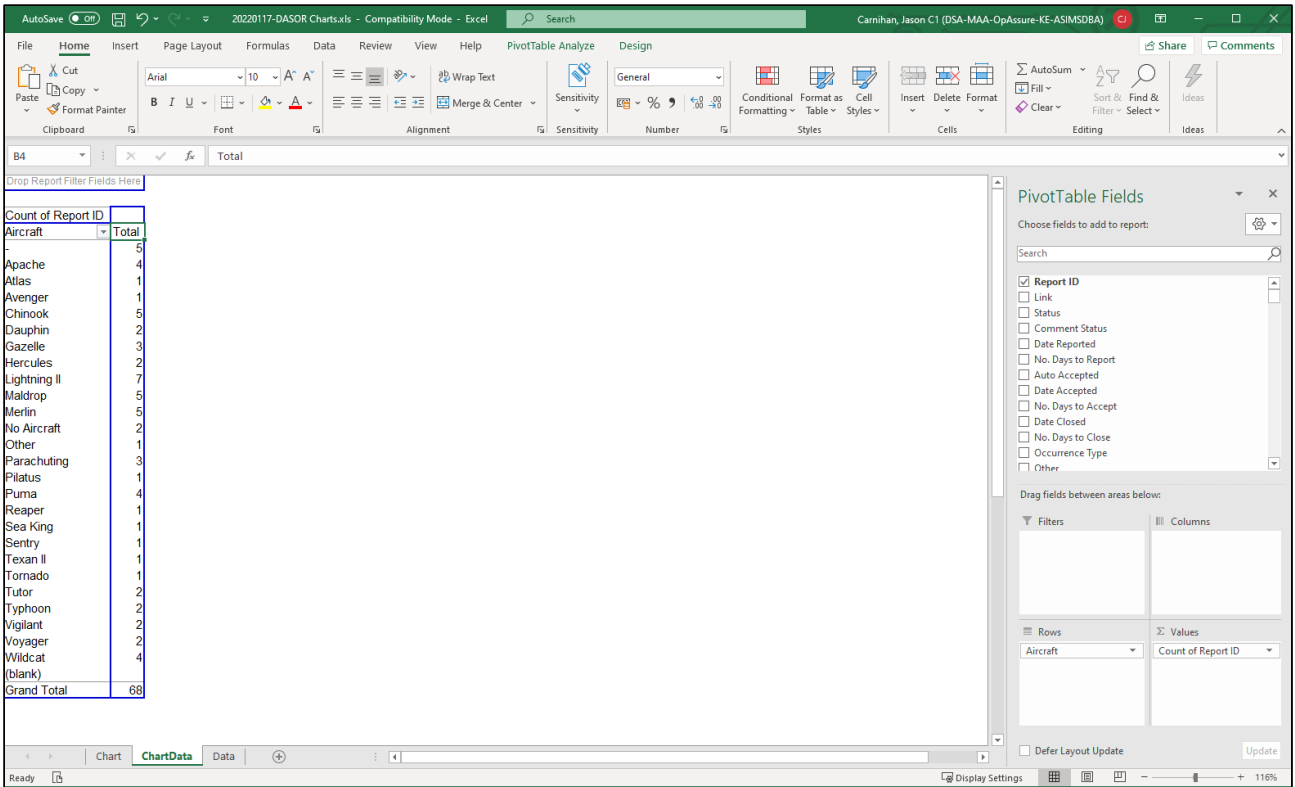 AutoSave Off 20220117-DASOR Charts.xls - Compatibility Mode - Excel Search Carnihan, Jason C1 (DSA-MAA-OpAssure-KE-ASIMSDBA) CJ
File Home Insert Page Layout Formulas Data Review View Help PivotTable Analyze Design Share Comments
Paste Cut Copy Format Painter
Clipboard
Arial 10 A^ A˅
B I U A
Font
Wrap Text
Merge & Center
Alignment
Sensitivity
Sensitivity
General
% 9 .00 .00
Number
Conditional Formatting Format as Table Cell Styles
Styles
Insert Delete Format
Cells
AutoSum Fill Clear Sort & Filter Find & Select
Editing
Ideas
Ideas
B4 fx Total
Drop Report Filter Fields Here
Count of Report ID
Aircraft Total
- 5
Apache 4
Atlas 1
Avenger 1
Chinook 5
Dauphin 2
Gazelle 3
Hercules 2
Lightning II 7
Maldrop 5
Merlin 5
No Aircraft 2
Other 1
Parachuting 3
Pilatus 1
Puma 4
Reaper 1
Sea King 1
Sentry 1
Texan II 1
Tornado 1
Tutor 2
Typhoon 2
Vigilant 2
Voyager 2
Wildcat 4
(blank)
Grand Total 68
PivotTable Fields
Choose fields to add to report:
Search
Report ID
Link
Status
Comment Status
Date Reported
No. Days to Report
Auto Accepted
Date Accepted
No. Days to Accept
Date Closed
No. Days to Close
Occurrence Type
Other
Drag fields between areas below:
Filters Columns
Rows Σ Values
Aircraft Count of Report ID
Defer Layout Update Update
Chart ChartData Data
Ready Display Settings 116%